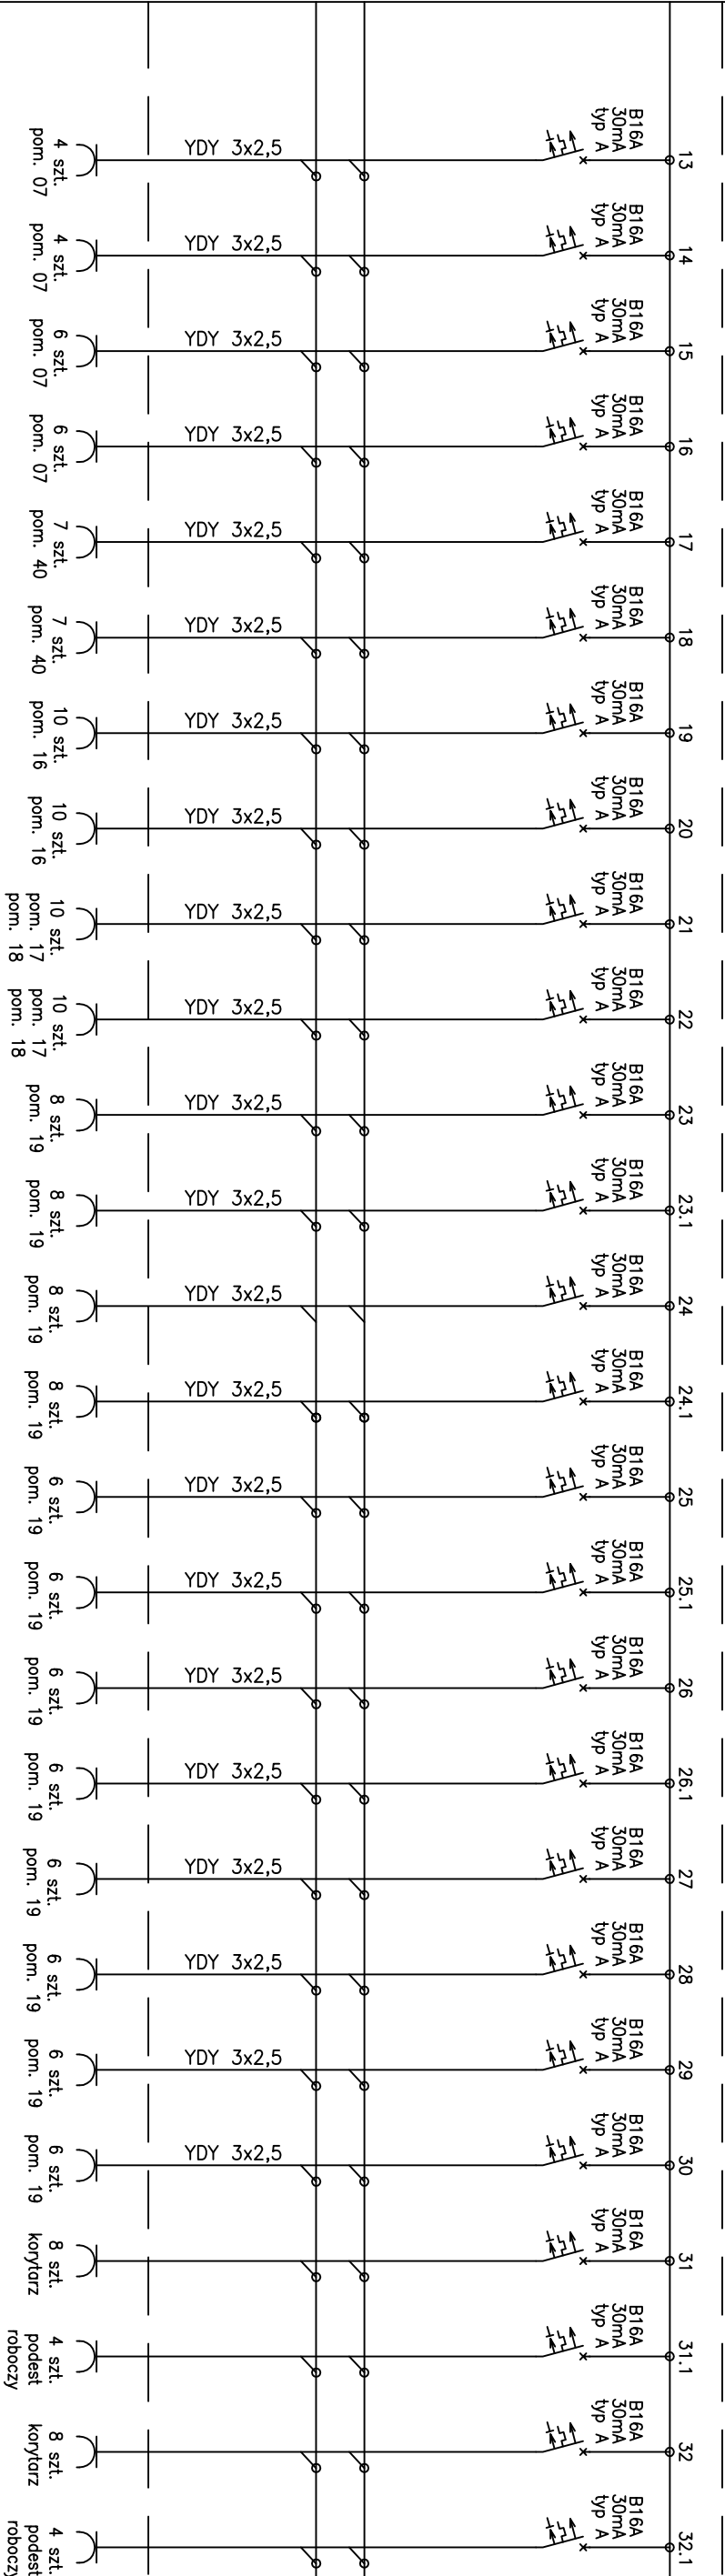 13
B16A
30mA
typ A
YDY 3x2,5
4 szt.
pom. 07
14
B16A
30mA
typ A
YDY 3x2,5
4 szt.
pom. 07
15
B16A
30mA
typ A
YDY 3x2,5
6 szt.
pom. 07
16
B16A
30mA
typ A
YDY 3x2,5
6 szt.
pom. 07
17
B16A
30mA
typ A
YDY 3x2,5
7 szt.
pom. 40
18
B16A
30mA
typ A
YDY 3x2,5
7 szt.
pom. 40
19
B16A
30mA
typ A
YDY 3x2,5
10 szt.
pom. 16
20
B16A
30mA
typ A
YDY 3x2,5
10 szt.
pom. 16
21
B16A
30mA
typ A
YDY 3x2,5
10 szt.
pom. 17
pom. 18
22
B16A
30mA
typ A
YDY 3x2,5
10 szt.
pom. 17
pom. 18
23
B16A
30mA
typ A
YDY 3x2,5
8 szt.
pom. 19
23.1
B16A
30mA
typ A
YDY 3x2,5
8 szt.
pom. 19
24
B16A
30mA
typ A
YDY 3x2,5
8 szt.
pom. 19
24.1
B16A
30mA
typ A
YDY 3x2,5
8 szt.
pom. 19
25
B16A
30mA
typ A
YDY 3x2,5
6 szt.
pom. 19
25.1
B16A
30mA
typ A
YDY 3x2,5
6 szt.
pom. 19
26
B16A
30mA
typ A
YDY 3x2,5
6 szt.
pom. 19
26.1
B16A
30mA
typ A
YDY 3x2,5
6 szt.
pom. 19
27
B16A
30mA
typ A
YDY 3x2,5
6 szt.
pom. 19
28
B16A
30mA
typ A
YDY 3x2,5
6 szt.
pom. 19
29
B16A
30mA
typ A
YDY 3x2,5
6 szt.
pom. 19
30
B16A
30mA
typ A
YDY 3x2,5
6 szt.
pom. 19
31
B16A
30mA
typ A
8 szt.
korytarz
31.1
B16A
30mA
typ A
4 szt.
podest
roboczy
32
B16A
30mA
typ A
8 szt.
korytarz
32.1
B16A
30mA
typ A
4 szt.
podest
roboczy